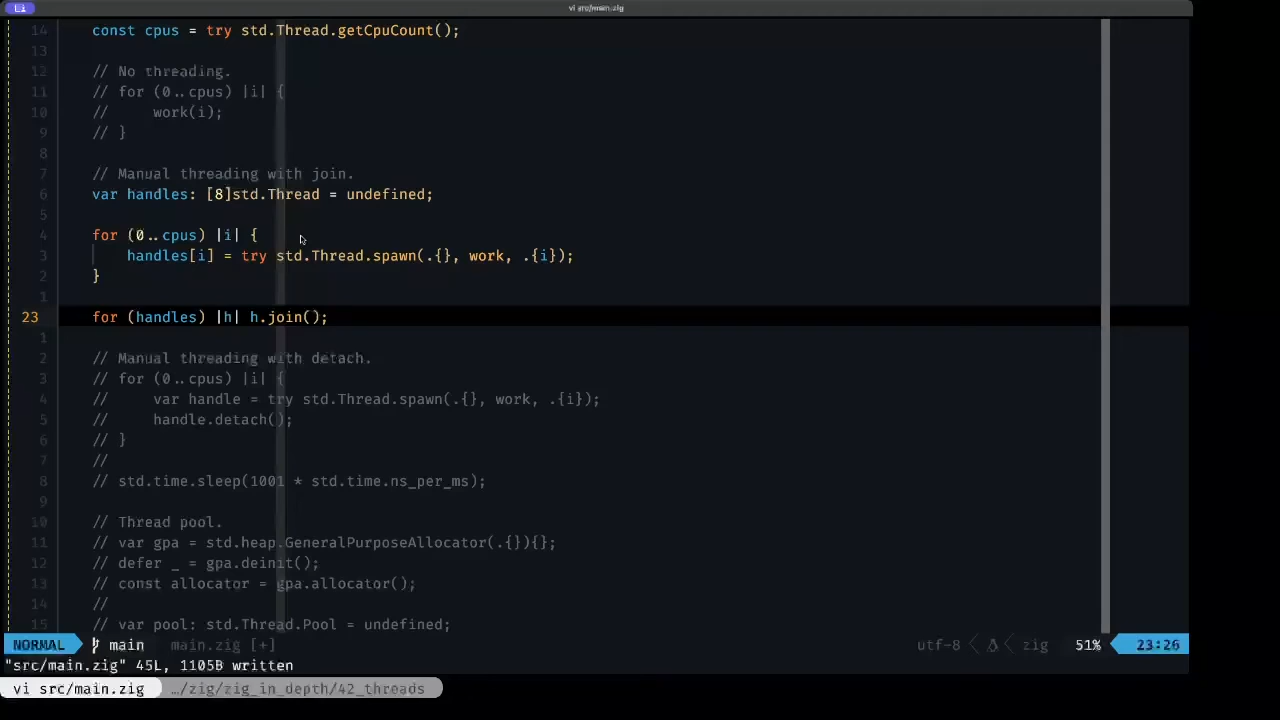 vi src/main.zig
14 const cpus = try std.Thread.getCpuCount();
13
12 // No threading.
11 // for (0..cpus) |i| {
10 //     work(i);
9 // }
8
7 // Manual threading with join.
6 var handles: [8]std.Thread = undefined;
5
4 for (0..cpus) |i| {
3     handles[i] = try std.Thread.spawn(.{}, work, .{i});
2 }
1
23 for (handles) |h| h.join();
1
2 // Manual threading with detach.
3 // for (0..cpus) |i| {
4 //     var handle = try std.Thread.spawn(.{}, work, .{i});
5 //     handle.detach();
6 // }
7 //
8 // std.time.sleep(1001 * std.time.ns_per_ms);
9
10 // Thread pool.
11 // var gpa = std.heap.GeneralPurposeAllocator(.{}){};
12 // defer _ = gpa.deinit();
13 // const allocator = gpa.allocator();
14 //
15 // var pool: std.Thread.Pool = undefined;
NORMAL main main.zig [+] utf-8 zig 51% 23:26
"src/main.zig" 45L, 1105B written
vi src/main.zig …/zig/zig_in_depth/42_threads